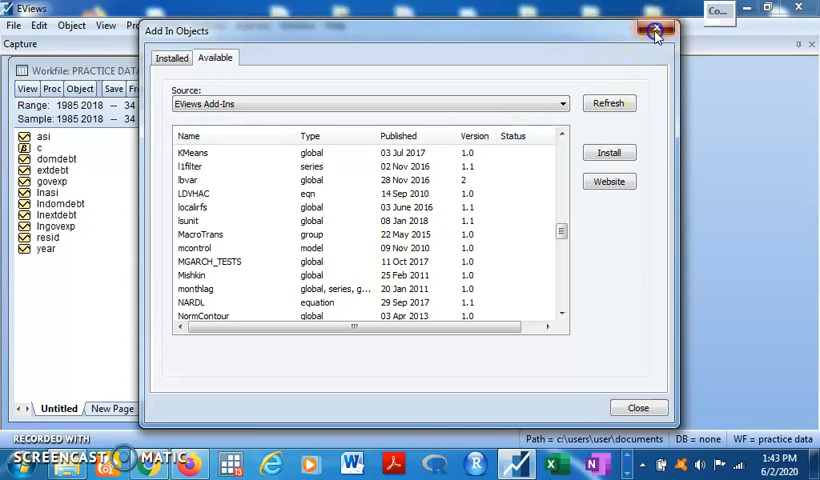 EViews
Co...
File Edit Object View
Capture
Add In Objects
Installed Available
Source:
EViews Add-Ins
Refresh
Name Type Published Version Status
KMeans global 03 Jul 2017 1.0
l1filter series 02 Nov 2016 1.1
lbvar global 28 Nov 2016 2
LDVHAC eqn 14 Sep 2010 1.0
localirfs global 03 June 2016 1.1
lsunit global 08 Jan 2018 1.1
MacroTrans group 22 May 2015 1.0
mcontrol model 09 Nov 2010 1.0
MGARCH_TESTS global 11 Oct 2017 1.0
Mishkin global 25 Feb 2011 1.0
monthlag global, series, g... 20 Jan 2011 1.0
NARDL equation 29 Sep 2017 1.1
NormContour global 03 Apr 2013 1.0
Install
Website
Close
Workfile: PRACTICE DATA
View Proc Object Save
Range: 1985 2018 -- 34
Sample: 1985 2018 -- 34
asi
c
domdebt
extdebt
govexp
lnasi
lndomdebt
lnextdebt
lngovexp
resid
year
Untitled New Page
RECORDED WITH
SCREENCAST MATIC
Path = c:\users\user\documents DB = none WF = practice data
1:43 PM
6/2/2020